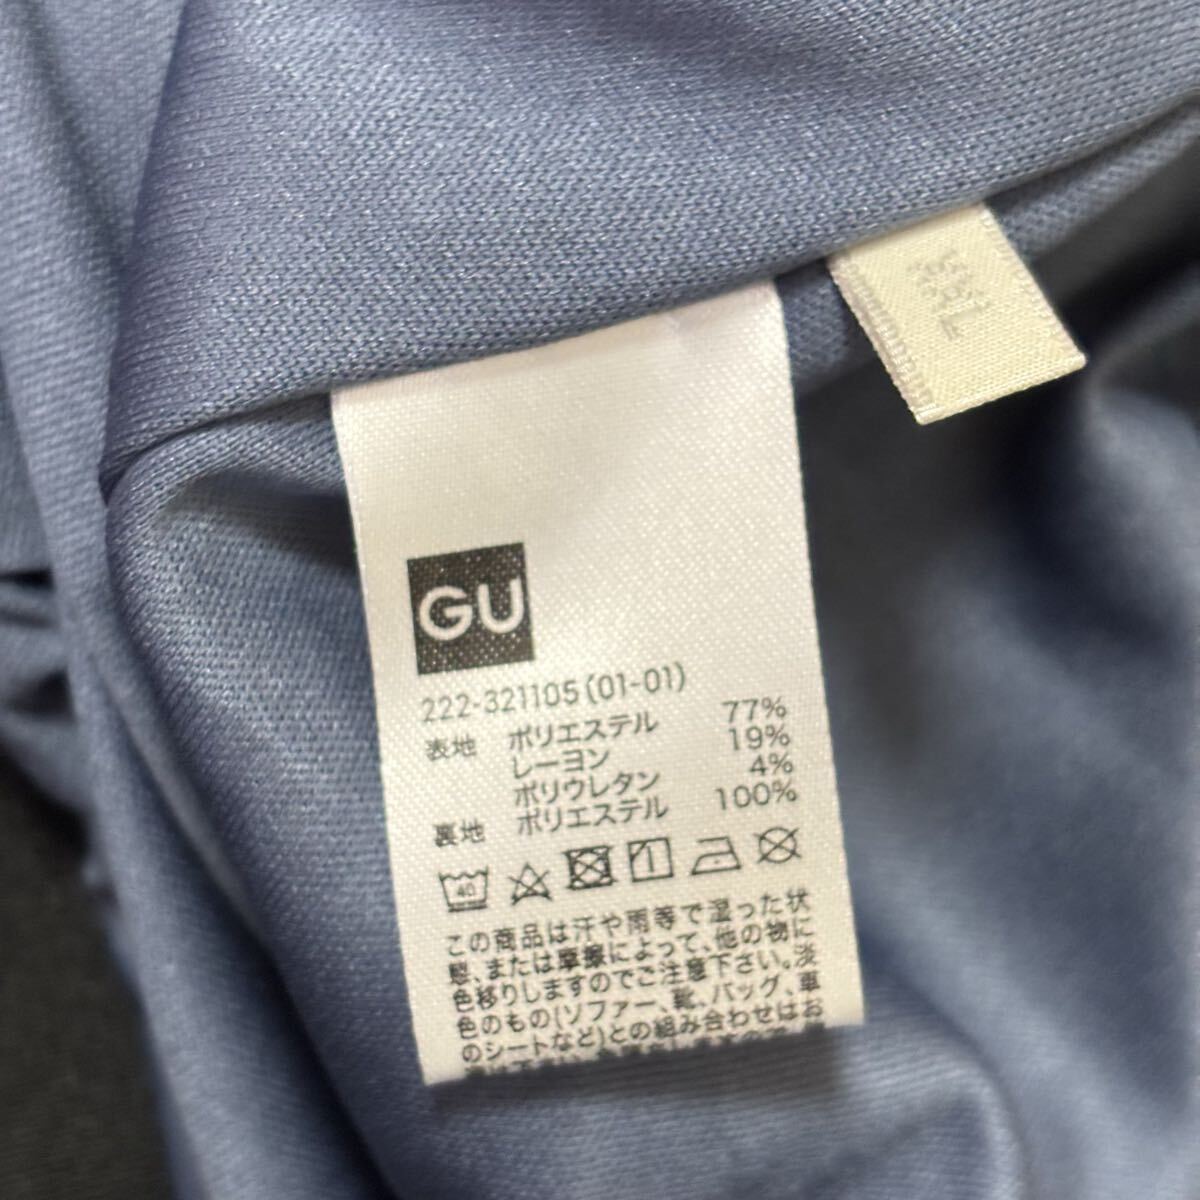 XXL
GU
222-321105(01-01)
表地 ポリエステル 77%
レーヨン 19%
ポリウレタン 4%
裏地 ポリエステル 100%
40
この商品は汗や雨等で湿った状
態、または摩擦によって、他の物に
色移りしますのでご注意下さい。淡
色のもの(ソファー、靴、バッグ、車
のシートなど)との組み合わせはお